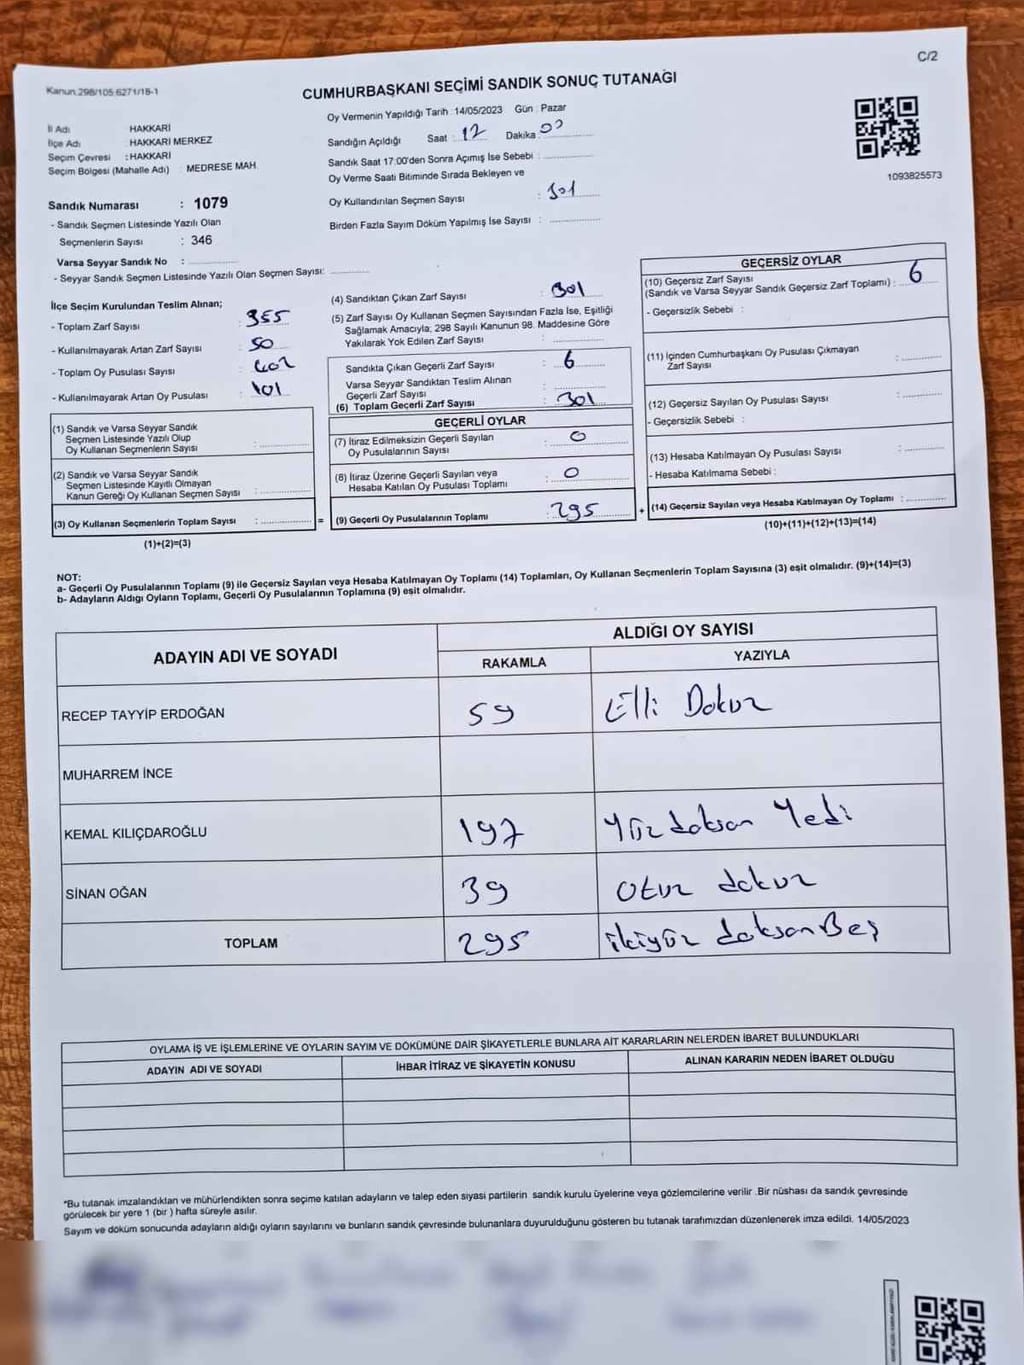 C/2
Kanun.298/105-6271/18-1
CUMHURBAŞKANI SEÇİMİ SANDIK SONUÇ TUTANAĞI
1093825573
İl Adı HAKKARİ
İlçe Adı HAKKARİ MERKEZ
Seçim Çevresi : HAKKARİ
Seçim Bölgesi (Mahalle Adı) : MEDRESE MAH.
Sandık Numarası : 1079
- Sandık Seçmen Listesinde Yazılı Olan
Seçmenlerin Sayısı : 346
Varsa Seyyar Sandık No :
- Seyyar Sandık Seçmen Listesinde Yazılı Olan Seçmen Sayısı:
Oy Vermenin Yapıldığı Tarih : 14/05/2023 Gün : Pazar
Sandığın Açıldığı Saat : 17 Dakika : 00
Sandık Saat 17:00'den Sonra Açımış İse Sebebi :
Oy Verme Saati Bitiminde Sırada Bekleyen ve
Oy Kullandırılan Seçmen Sayısı : 301
Birden Fazla Sayım Döküm Yapılmış İse Sayısı :
İlçe Seçim Kurulundan Teslim Alınan;
- Toplam Zarf Sayısı : 355
- Kullanılmayarak Artan Zarf Sayısı : 50
- Toplam Oy Pusulası Sayısı : 402
- Kullanılmayarak Artan Oy Pusulası : 101
(1) Sandık ve Varsa Seyyar Sandık
Seçmen Listesinde Yazılı Olup
Oy Kullanan Seçmenlerin Sayısı :
(2) Sandık ve Varsa Seyyar Sandık
Seçmen Listesinde Kayıtlı Olmayan
Kanun Gereği Oy Kullanan Seçmen Sayısı :
(3) Oy Kullanan Seçmenlerin Toplam Sayısı : =
(1)+(2)=(3)
(4) Sandıktan Çıkan Zarf Sayısı : 301
(5) Zarf Sayısı Oy Kullanan Seçmen Sayısından Fazla İse, Eşitliği
Sağlamak Amacıyla; 298 Sayılı Kanunun 98. Maddesine Göre
Yakılarak Yok Edilen Zarf Sayısı :
Sandıkta Çıkan Geçerli Zarf Sayısı : 6
Varsa Seyyar Sandıktan Teslim Alınan
Geçerli Zarf Sayısı :
(6) Toplam Geçerli Zarf Sayısı : 301
GEÇERLİ OYLAR
(7) İtiraz Edilmeksizin Geçerli Sayılan
Oy Pusulasının Sayısı : 0
(8) İtiraz Üzerine Geçerli Sayılan veya
Hesaba Katılan Oy Pusulası Toplamı : 0
(9) Geçerli Oy Pusulalarının Toplamı : 295 +
GEÇERSİZ OYLAR
(10) Geçersiz Zarf Sayısı
(Sandık ve Varsa Seyyar Sandık Geçersiz Zarf Toplamı) : 6
- Geçersizlik Sebebi :
(11) İçinden Cumhurbaşkanı Oy Pusulası Çıkmayan
Zarf Sayısı :
(12) Geçersiz Sayılan Oy Pusulası Sayısı :
- Geçersizlik Sebebi :
(13) Hesaba Katılmayan Oy Pusulası Sayısı :
- Hesaba Katılmama Sebebi :
(14) Geçersiz Sayılan veya Hesaba Katılmayan Oy Toplamı :
(10)+(11)+(12)+(13)=(14)
NOT:
a- Geçerli Oy Pusulalarının Toplamı (9) ile Geçersiz Sayılan veya Hesaba Katılmayan Oy Toplamı (14) Toplamları, Oy Kullanan Seçmenlerin Toplam Sayısına (3) eşit olmalıdır. (9)+(14)=(3)
b- Adayların Aldığı Oyların Toplamı, Geçerli Oy Pusulalarının Toplamına (9) eşit olmalıdır.
ADAYIN ADI VE SOYADI ALDIĞI OY SAYISI
RAKAMLA YAZIYLA
RECEP TAYYİP ERDOĞAN 59 Elli Dokuz
MUHARREM İNCE
KEMAL KILIÇDAROĞLU 197 Yüz doksan Yedi
SİNAN OĞAN 39 Otuz dokuz
TOPLAM 295 ikiyüz doksan Beş
OYLAMA İŞ VE İŞLEMLERİNE VE OYLARIN SAYIM VE DÖKÜMÜNE DAİR ŞİKAYETLERLE BUNLARA AİT KARARLARIN NELERDEN İBARET BULUNDUKLARI
ADAYIN ADI VE SOYADI İHBAR İTİRAZ VE ŞİKAYETİN KONUSU ALINAN KARARIN NEDEN İBARET OLDUĞU
*Bu tutanak imzalandıktan ve mühürlendikten sonra seçime katılan adayların ve talep eden siyasi partilerin sandık kurulu üyelerine veya gözlemcilerine verilir .Bir nüshası da sandık çevresinde
görülecek bir yere 1 (bir ) hafta süreyle asılır.
Sayım ve döküm sonucunda adayların aldığı oyların sayılarını ve bunların sandık çevresinde bulunanlara duyurulduğunu gösteren bu tutanak tarafımızdan düzenlenerek imza edildi. 14/05/2023